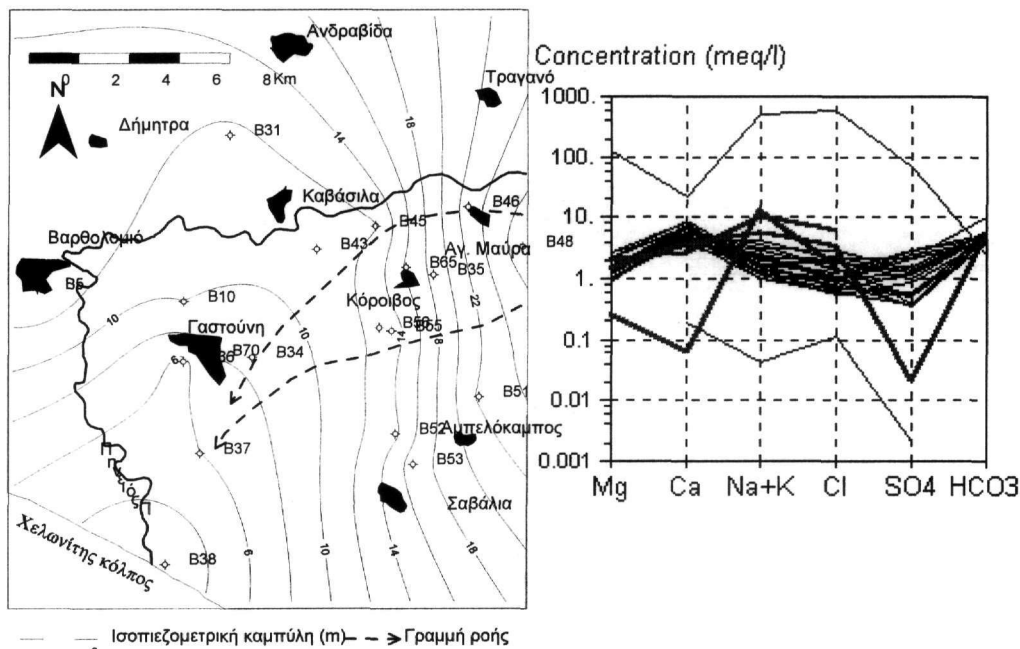 Ανδραβίδα
0 2 4 6 8 Km
N
Τραγανό
18
14
Δήμητρα
B31
Καβάσιλα
B46
B45
Αγ. Μαύρα
Βαρθολομιό
B43
B48
B65
B35
B5
Κόροιβος
B10
22
10
Γαστούνη
B56
B55
10
14
18
B70
B34
6
B51
B52
Αμπελόκαμπος
B37
B53
Πηνειός Π
Σαβάλια
Χελωνίτης κόλπος
B38
6
10
14
18
Ισοπιεζομετρική καμπύλη (m)
Γραμμή ροής
Concentration (meq/l)
1000.
100.
10.
1.
0.1
0.01
0.001
Mg Ca Na+K Cl SO4 HCO3